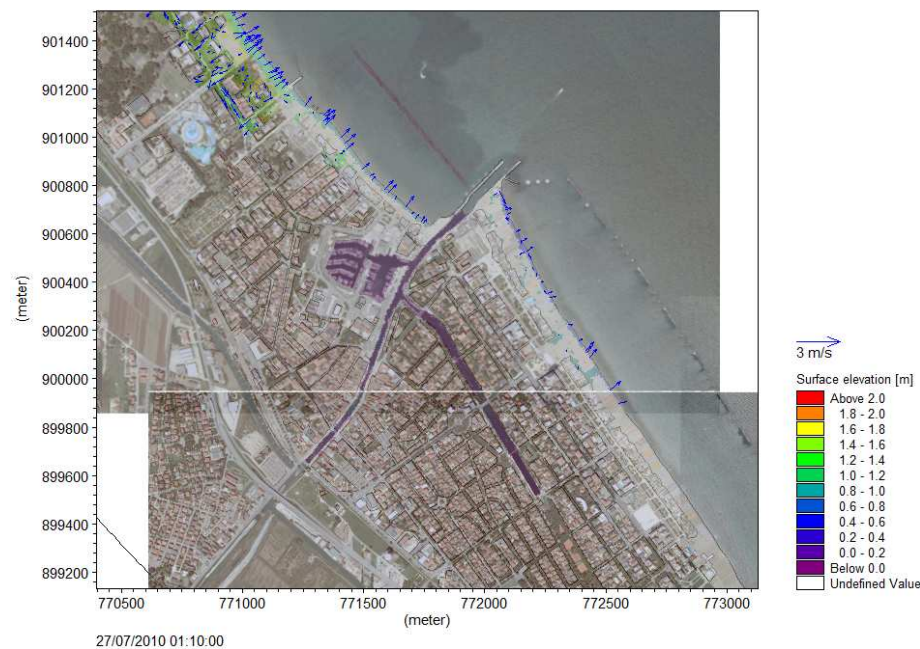 901400
901200
901000
900800
900600
900400
900200
900000
899800
899600
899400
899200
(meter)
770500 771000 771500 772000 772500 773000
(meter)
27/07/2010 01:10:00
3 m/s
Surface elevation [m]
Above 2.0
1.8 - 2.0
1.6 - 1.8
1.4 - 1.6
1.2 - 1.4
1.0 - 1.2
0.8 - 1.0
0.6 - 0.8
0.4 - 0.6
0.2 - 0.4
0.0 - 0.2
Below 0.0
Undefined Value